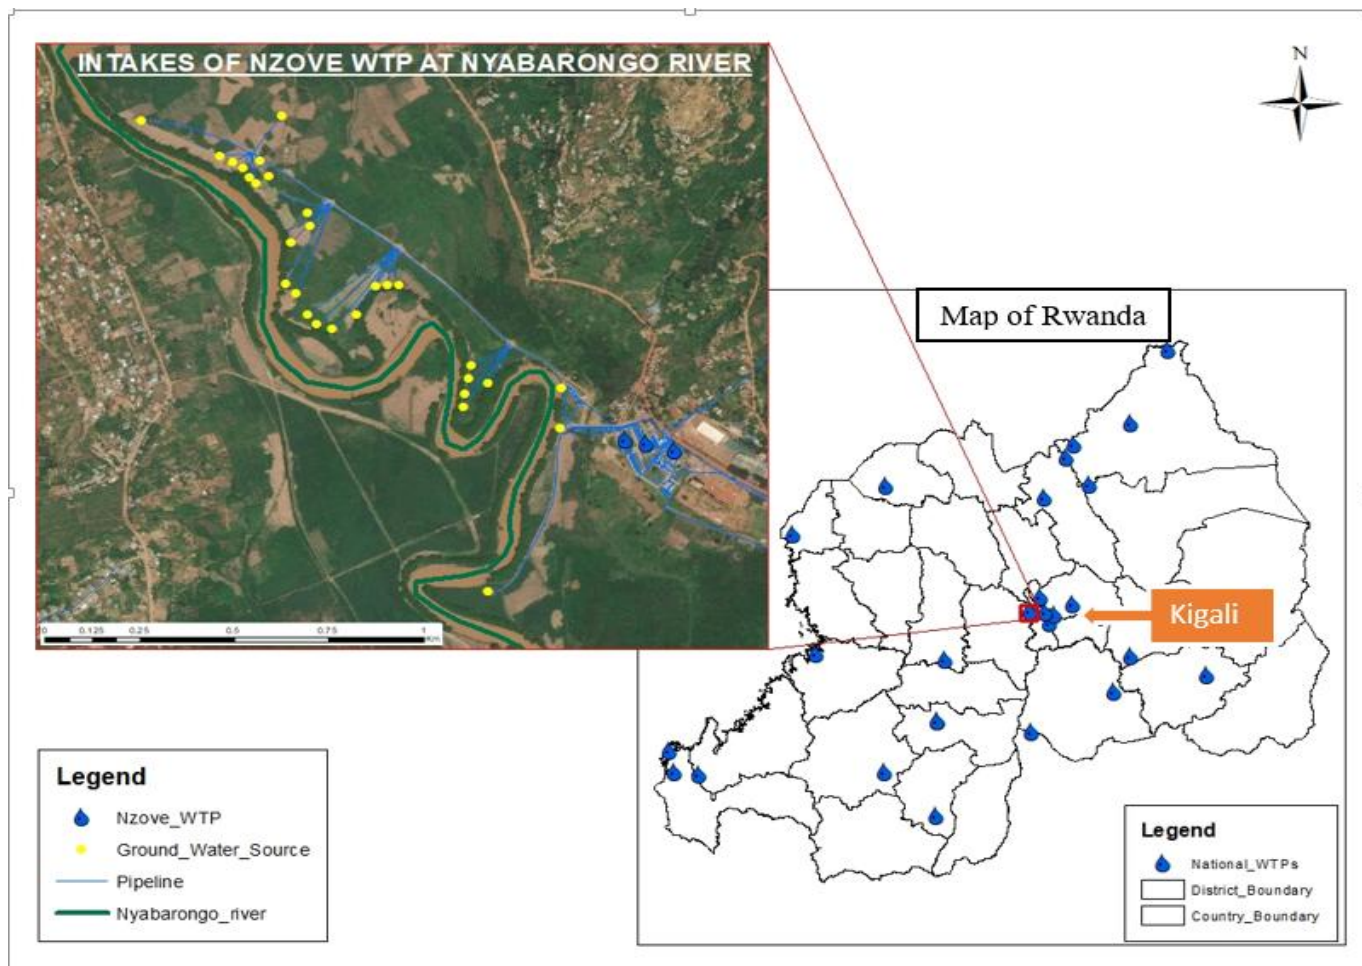 INTAKES OF NZOVE WTP AT NYABARONGO RIVER
N
Map of Rwanda
Kigali
0 0.125 0.25 0.5 0.75 1
Km
Legend
Nzove_WTP
Ground_Water_Source
Pipeline
Nyabarongo_river
Legend
National_WTPs
District_Boundary
Country_Boundary